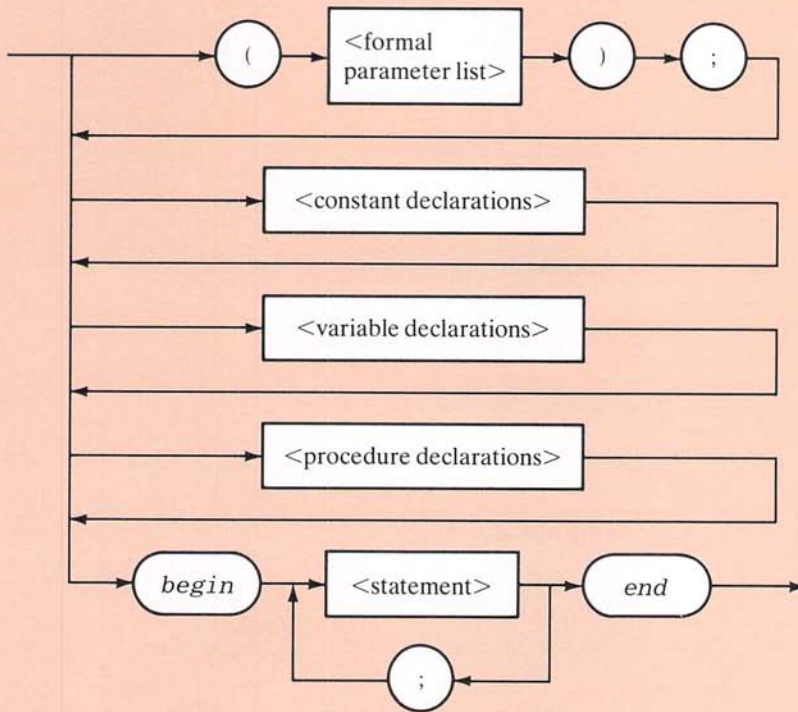 ( <formal parameter list> ) ;
<constant declarations>
<variable declarations>
<procedure declarations>
begin <statement> end
;